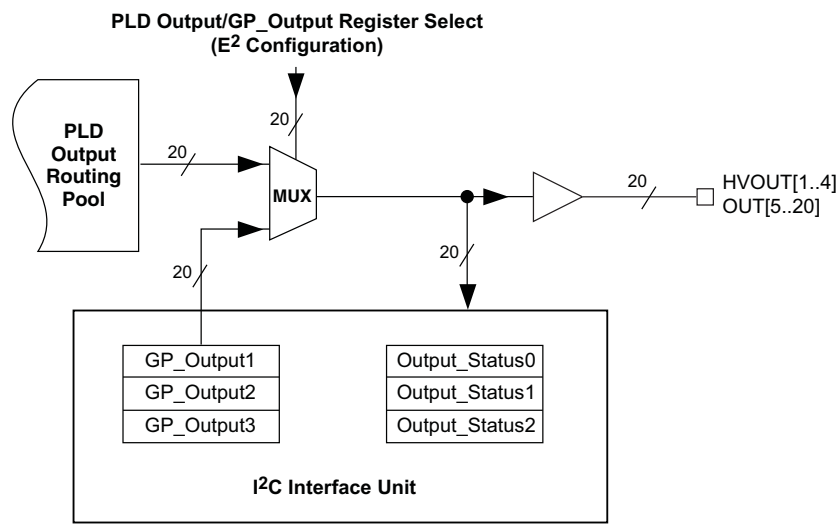 PLD Output/GP_Output Register Select
(E2 Configuration)
20
PLD
Output
Routing
Pool
20
MUX
20
HVOUT[1..4]
OUT[5..20]
20
20
GP_Output1
GP_Output2
GP_Output3
Output_Status0
Output_Status1
Output_Status2
I2C Interface Unit